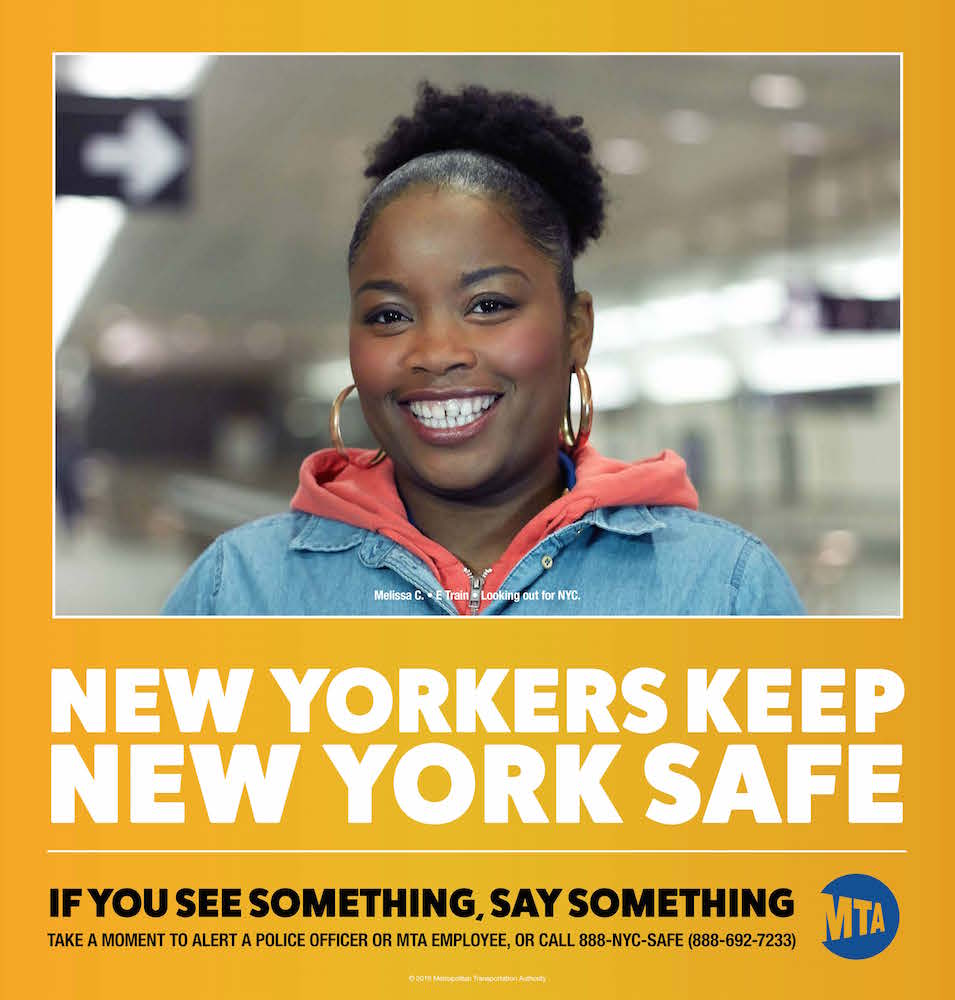 Melissa C. • E Train • Looking out for NYC.
NEW YORKERS KEEP
NEW YORK SAFE
IF YOU SEE SOMETHING, SAY SOMETHING
TAKE A MOMENT TO ALERT A POLICE OFFICER OR MTA EMPLOYEE, OR CALL 888-NYC-SAFE (888-692-7233)
MTA
© 2016 Metropolitan Transportation Authority